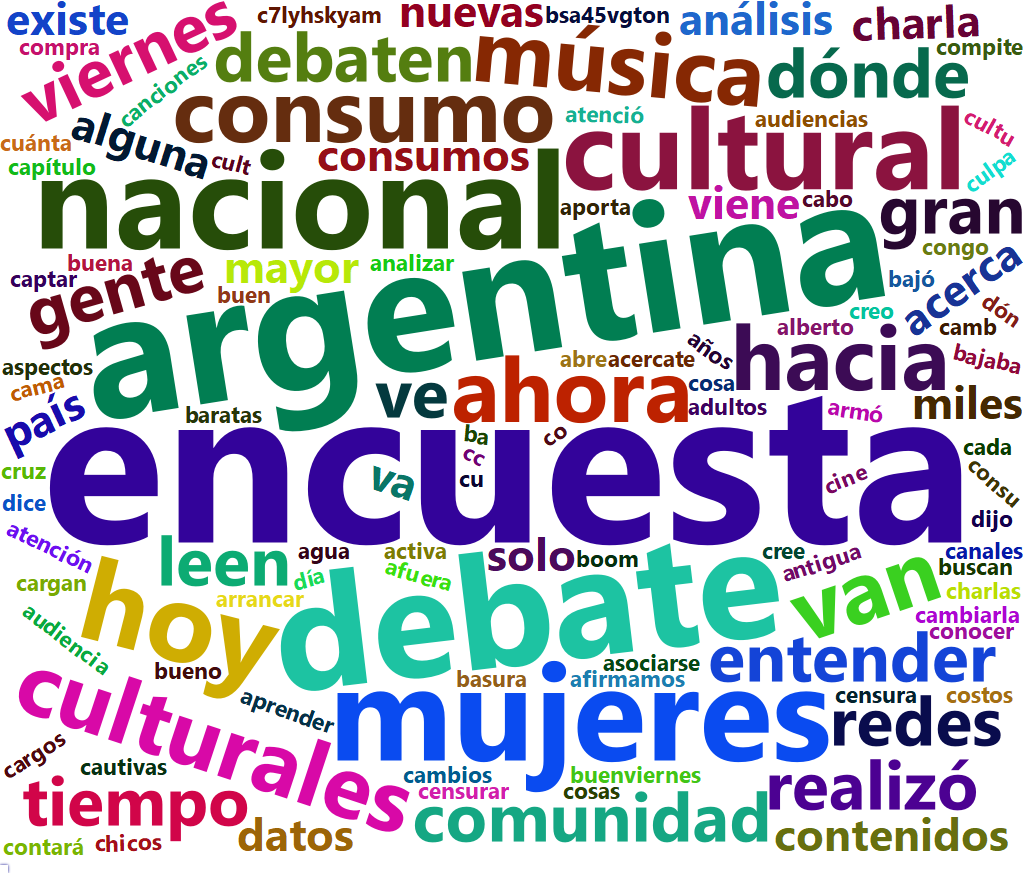 existe
compra
viernes
canciones
c7lyhskyam
nuevas
bsa45vgton
análisis
charla
compite
debaten
música
dónde
consumo
alguna
cuánta
capítulo
cult
consumos
atenció
audiencias
cultural
cultu
culpa
nacional
aporta
viene
cabo
gran
congo
captar
buena
gente
buen
mayor
analizar
argentina
bajó
acerca
creo
dón
alberto
camb
años
hacia
bajaba
aspectos
cama
país
baratas
ve
ahora
abre
acercate
cosa
adultos
armó
miles
encuesta
ba
cc
cu
co
va
cine
cada
consu
cruz
dice
dijo
atención
leen
agua
activa
solo
boom
cree
antigua
canales
buscan
cargan
hoy
día
afuera
arrancar
debate
van
charlas
cambiarla
conocer
audiencia
bueno
asociarse
basura
afirmamos
entender
culturales
aprender
mujeres
censura
costos
redes
cargos
cautivas
cambios
buenviernes
censurar
cosas
realizó
tiempo
datos
comunidad
contenidos
contará
chicos